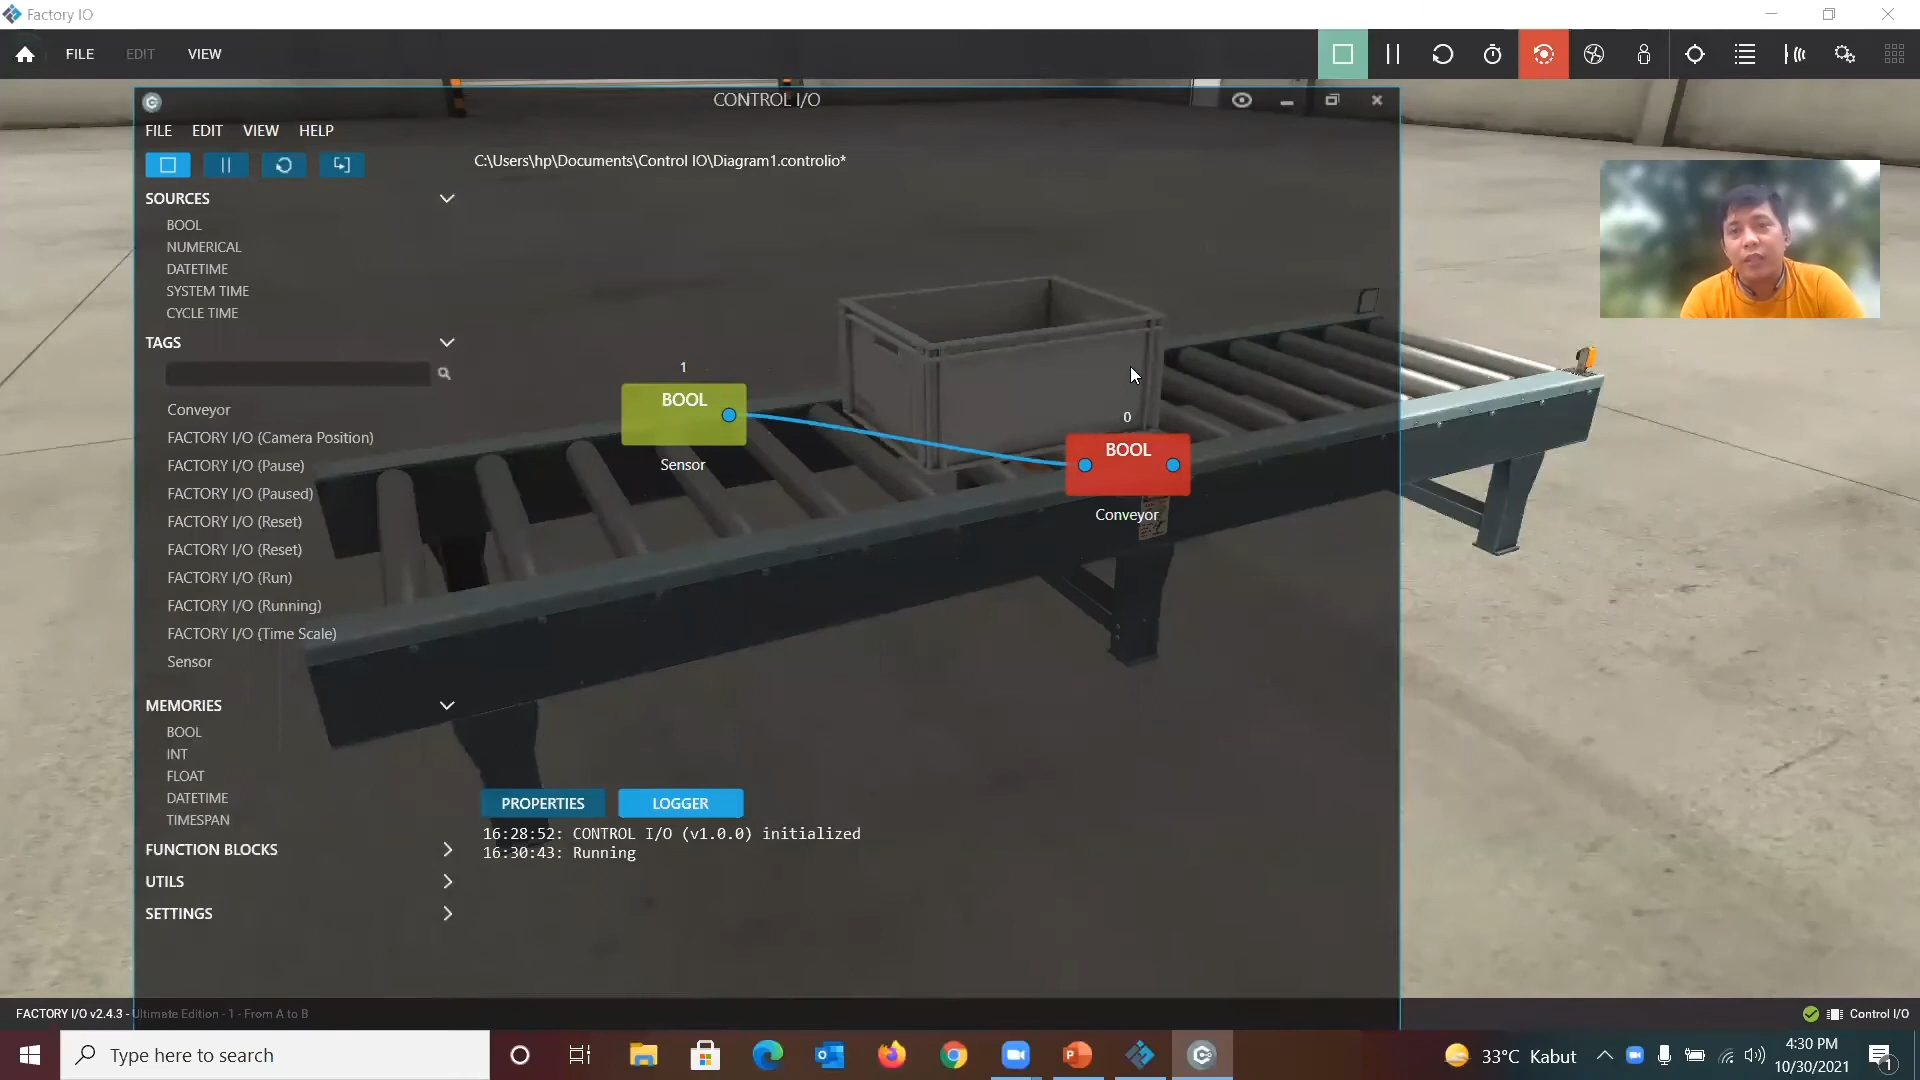 Factory IO
FILE EDIT VIEW
CONTROL I/O
FILE EDIT VIEW HELP
C:\Users\hp\Documents\Control IO\Diagram1.controlio*
SOURCES
BOOL
NUMERICAL
DATETIME
SYSTEM TIME
CYCLE TIME
TAGS
Conveyor
FACTORY I/O (Camera Position)
FACTORY I/O (Pause)
FACTORY I/O (Paused)
FACTORY I/O (Reset)
FACTORY I/O (Reset)
FACTORY I/O (Run)
FACTORY I/O (Running)
FACTORY I/O (Time Scale)
Sensor
MEMORIES
BOOL
INT
FLOAT
DATETIME
TIMESPAN
FUNCTION BLOCKS
UTILS
SETTINGS
1
BOOL
Sensor
0
BOOL
Conveyor
PROPERTIES LOGGER
16:28:52: CONTROL I/O (v1.0.0) initialized
16:30:43: Running
FACTORY I/O v2.4.3 - Ultimate Edition - 1 - From A to B
Control I/O
Type here to search
33°C Kabut
4:30 PM
10/30/2021
1